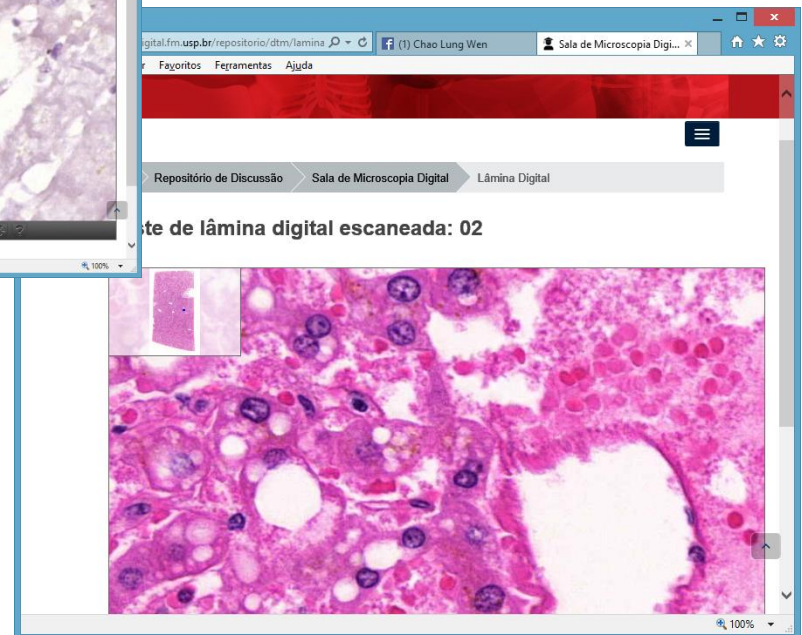 igital.fm.usp.br/repositorio/dtm/lamina
(1) Chao Lung Wen
Sala de Microscopia Digi...
Favoritos Ferramentas Ajuda
Repositório de Discussão Sala de Microscopia Digital Lâmina Digital
ste de lâmina digital escaneada: 02
100%
100%